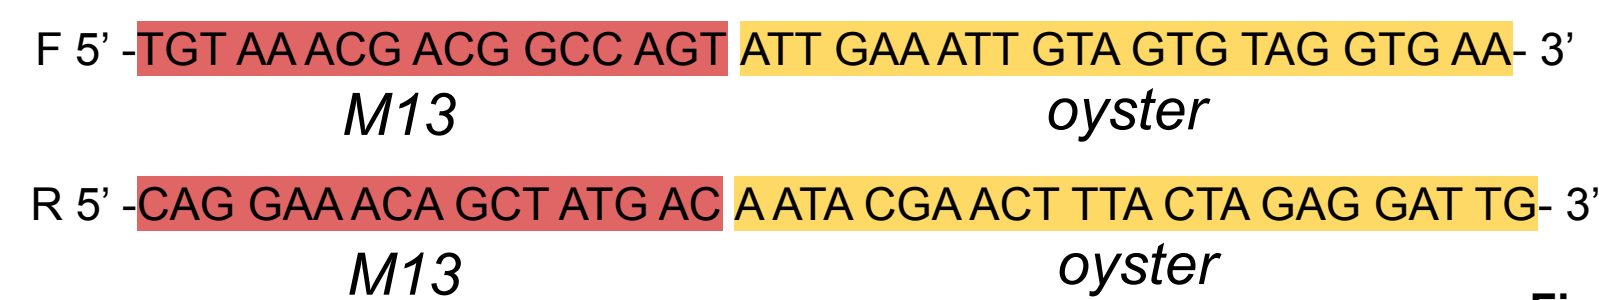 F 5’ -TGT AA ACG ACG GCC AGT ATT GAA ATT GTA GTG TAG GTG AA- 3’
M13 oyster
R 5’ -CAG GAA ACA GCT ATG AC A ATA CGA ACT TTA CTA GAG GAT TG- 3’
M13 oyster